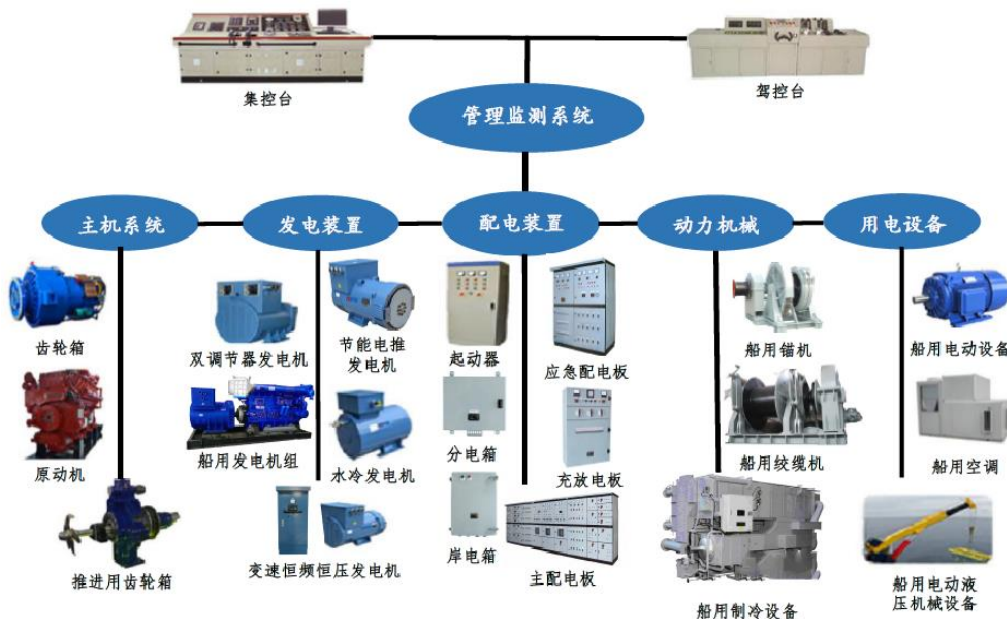 集控台
驾控台
管理监测系统
主机系统
发电装置
配电装置
动力机械
用电设备
齿轮箱
双调节器发电机
节能电推
发电机
起动器
应急配电板
船用锚机
船用电动设备
原动机
船用发电机组
水冷发电机
分电箱
充放电板
船用绞缆机
船用空调
推进用齿轮箱
变速恒频恒压发电机
岸电箱
主配电板
船用制冷设备
船用电动液
压机械设备